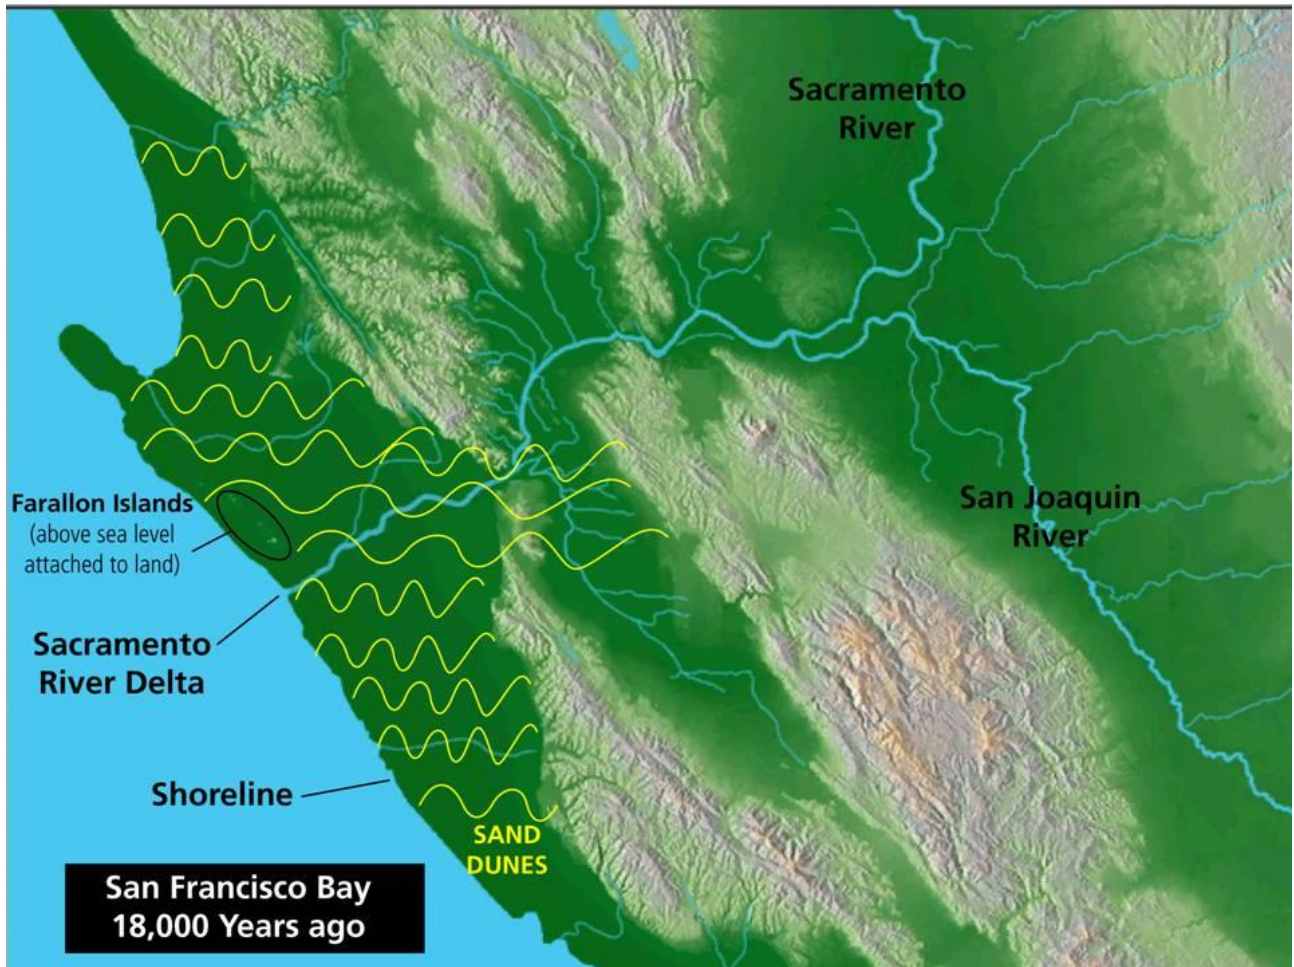 Sacramento
River
Farallon Islands
(above sea level
attached to land)
San Joaquin
River
Sacramento
River Delta
Shoreline
SAND
DUNES
San Francisco Bay
18,000 Years ago